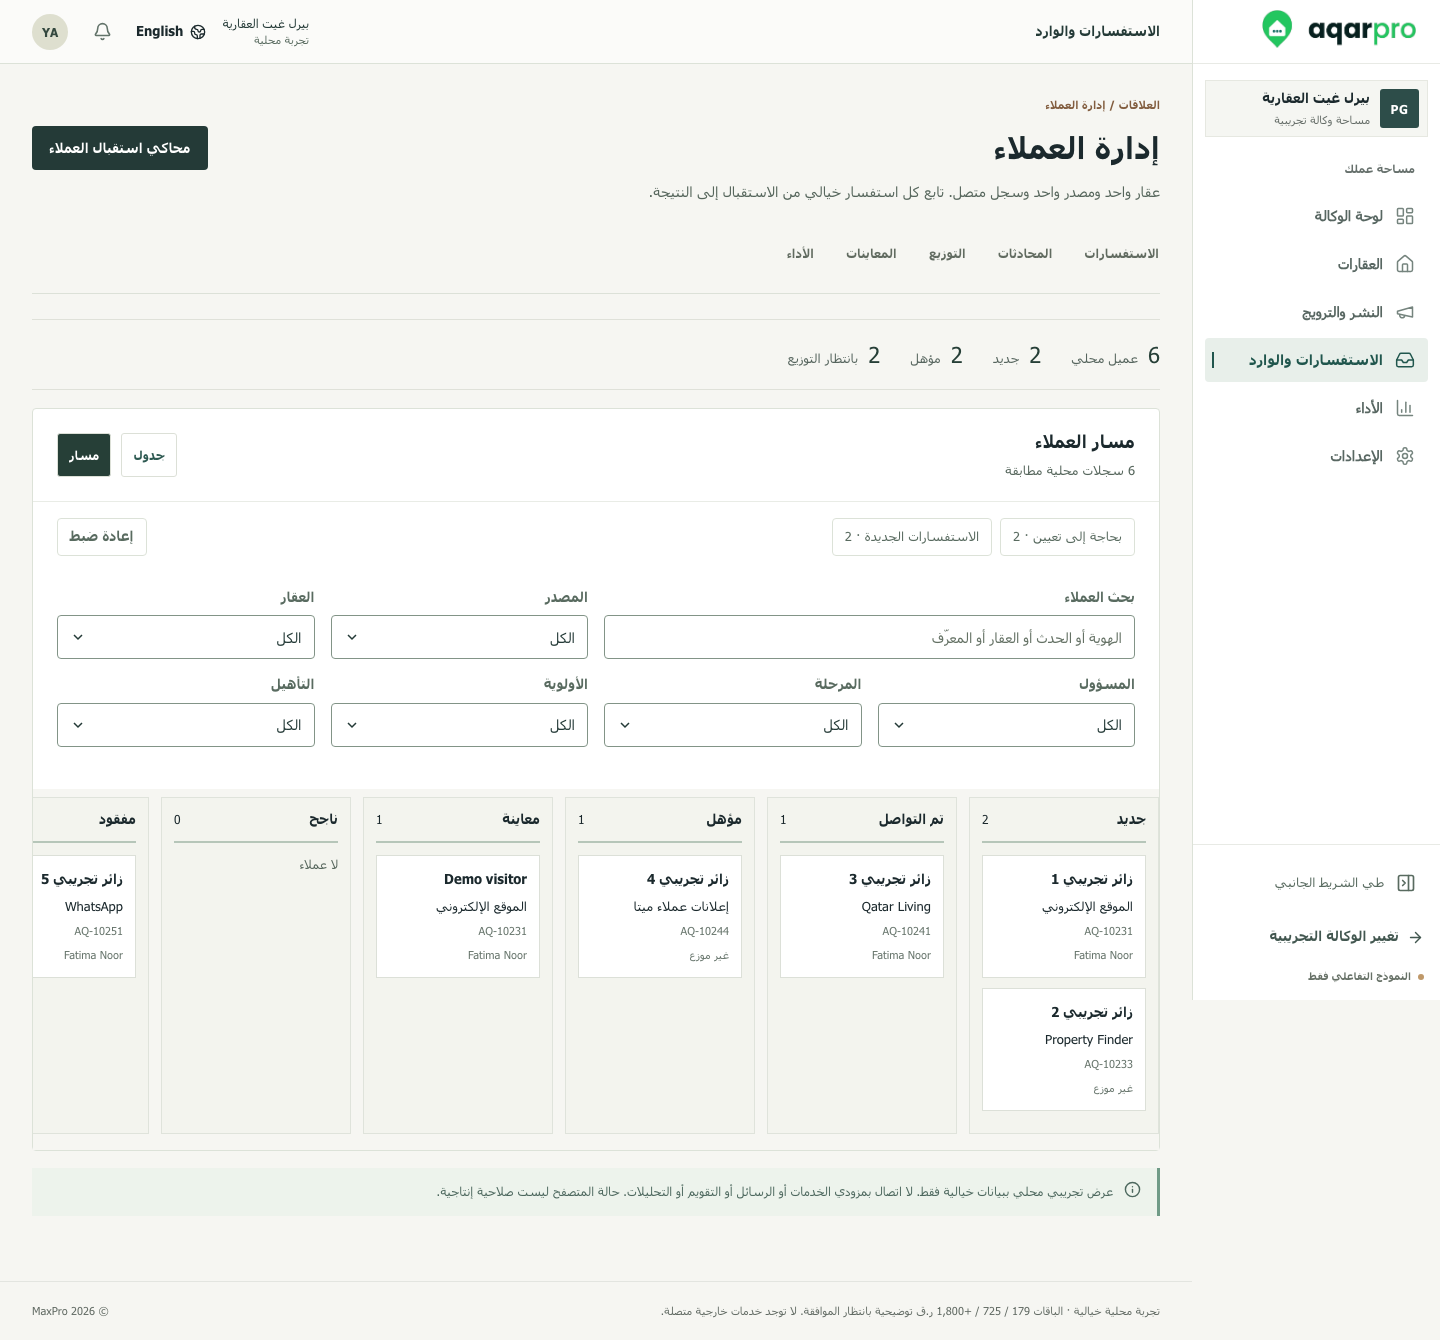 aqarpro
الاستفسارات والوارد
بيرل غيت العقارية
تجربة محلية
English
YA
PG
بيرل غيت العقارية
مساحة وكالة تجريبية
مساحة عملك
لوحة الوكالة
العقارات
النشر والترويج
الاستفسارات والوارد
الأداء
الإعدادات
طي الشريط الجانبي
تغيير الوكالة التجريبية
النموذج التفاعلي فقط
العلاقات / إدارة العملاء
إدارة العملاء
محاكي استقبال العملاء
عقار واحد ومصدر واحد وسجل متصل. تابع كل استفسار خيالي من الاستقبال إلى النتيجة.
الاستفسارات
المحادثات
التوزيع
المعاينات
الأداء
6 عميل محلي
2 جديد
2 مؤهل
2 بانتظار التوزيع
مسار العملاء
6 سجلات محلية مطابقة
جدول
مسار
بحاجة إلى تعيين · 2
الاستفسارات الجديدة · 2
إعادة ضبط
بحث العملاء
المصدر
العقار
الهوية أو الحدث أو العقار أو المعرّف
الكل
الكل
المسؤول
المرحلة
الأولوية
التأهيل
الكل
الكل
الكل
الكل
جديد
2
زائر تجريبي 1
الموقع الإلكتروني
AQ-10231
Fatima Noor
زائر تجريبي 2
Property Finder
AQ-10233
غير موزع
تم التواصل
1
زائر تجريبي 3
Qatar Living
AQ-10241
Fatima Noor
مؤهل
1
زائر تجريبي 4
إعلانات عملاء ميتا
AQ-10244
غير موزع
معاينة
1
Demo visitor
الموقع الإلكتروني
AQ-10231
Fatima Noor
ناجح
0
لا عملاء
مفقود
زائر تجريبي 5
WhatsApp
AQ-10251
Fatima Noor
عرض تجريبي محلي ببيانات خيالية فقط. لا اتصال بمزودي الخدمات أو الرسائل أو التقويم أو التحليلات. حالة المتصفح ليست صلاحية إنتاجية.
تجربة محلية خيالية · الباقات 179 / 725 / +1,800 ر.ق توضيحية بانتظار الموافقة. لا توجد خدمات خارجية متصلة.
© MaxPro 2026